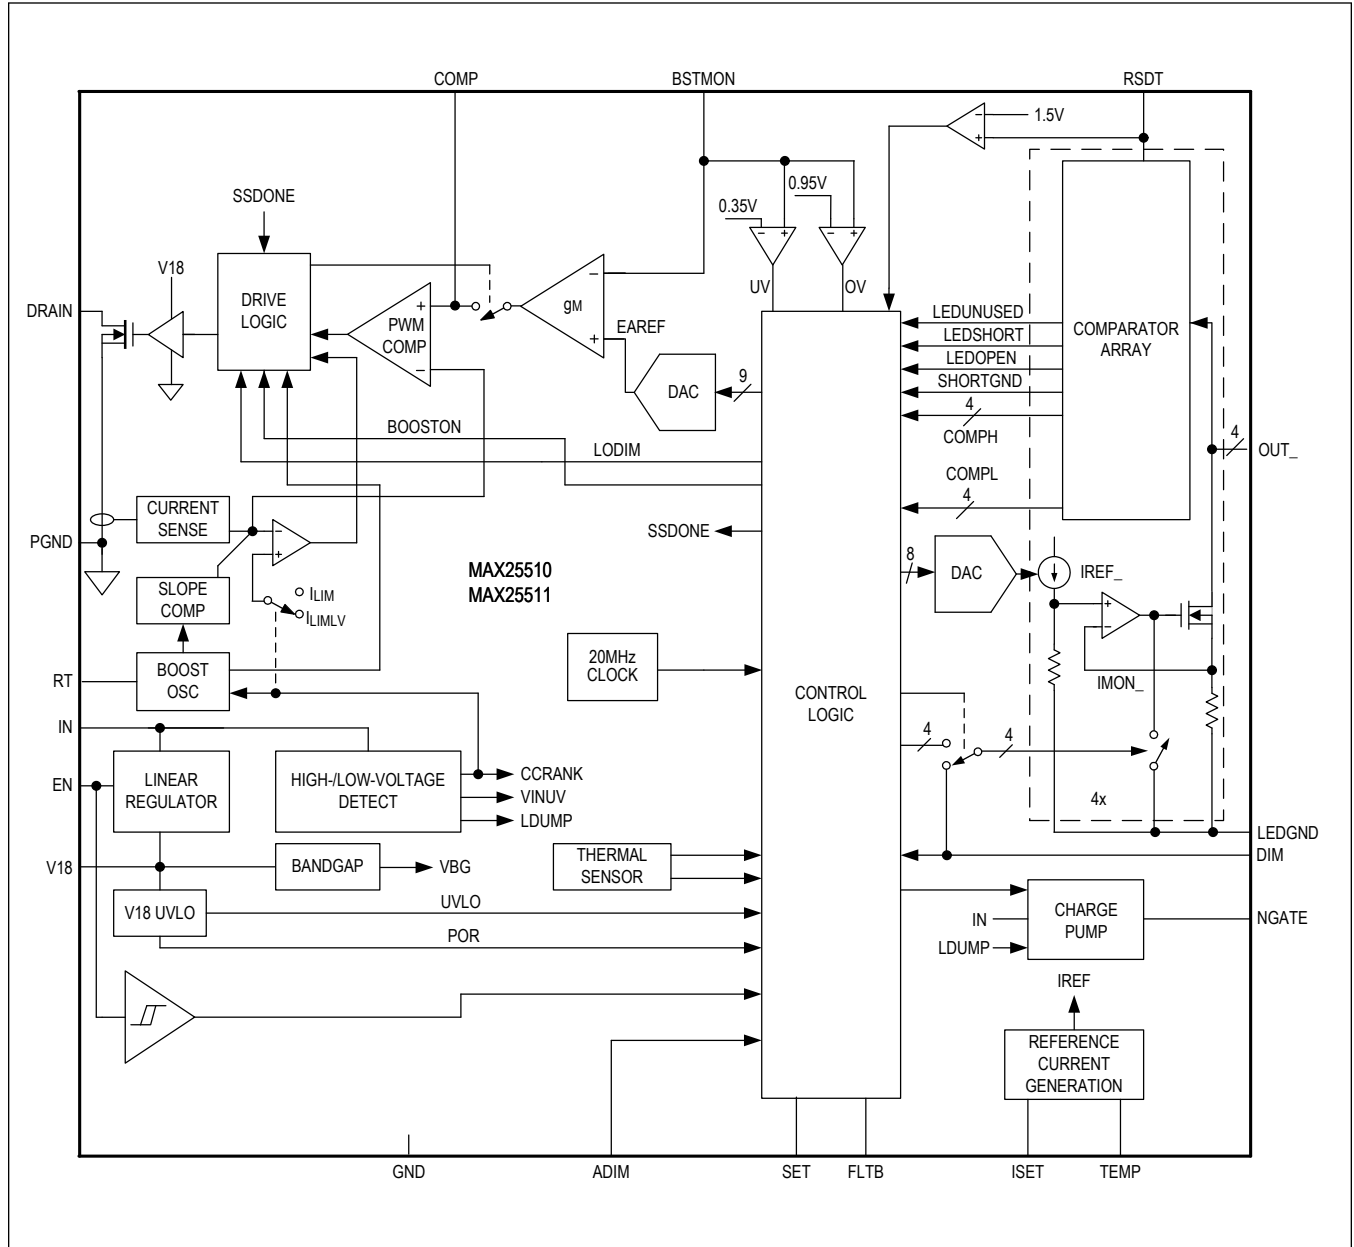 COMP
BSTMON
RSDT
1.5V
SSDONE
0.35V
0.95V
V18
DRAIN
DRIVE
LOGIC
+
PWM
COMP
−
−
gM
+
EAREF
DAC
9
− +
− +
UV
OV
−
+
LEDUNUSED
LEDSHORT
LEDOPEN
SHORTGND
4
COMPH
COMPL
4
COMPARATOR
ARRAY
4
OUT_
BOOSTON
LODIM
CURRENT
SENSE
−
+
PGND
SLOPE
COMP
ILIM
ILIMLV
SSDONE
MAX25510
MAX25511
8
DAC
IREF_
+
−
IMON_
RT
BOOST
OSC
20MHz
CLOCK
CONTROL
LOGIC
4
4
4x
IN
EN
LINEAR
REGULATOR
HIGH-/LOW-VOLTAGE
DETECT
CCRANK
VINUV
LDUMP
LEDGND
DIM
V18
BANDGAP
VBG
THERMAL
SENSOR
V18 UVLO
UVLO
POR
IN
LDUMP
CHARGE
PUMP
NGATE
IREF
REFERENCE
CURRENT
GENERATION
GND
ADIM
SET
FLTB
ISET
TEMP